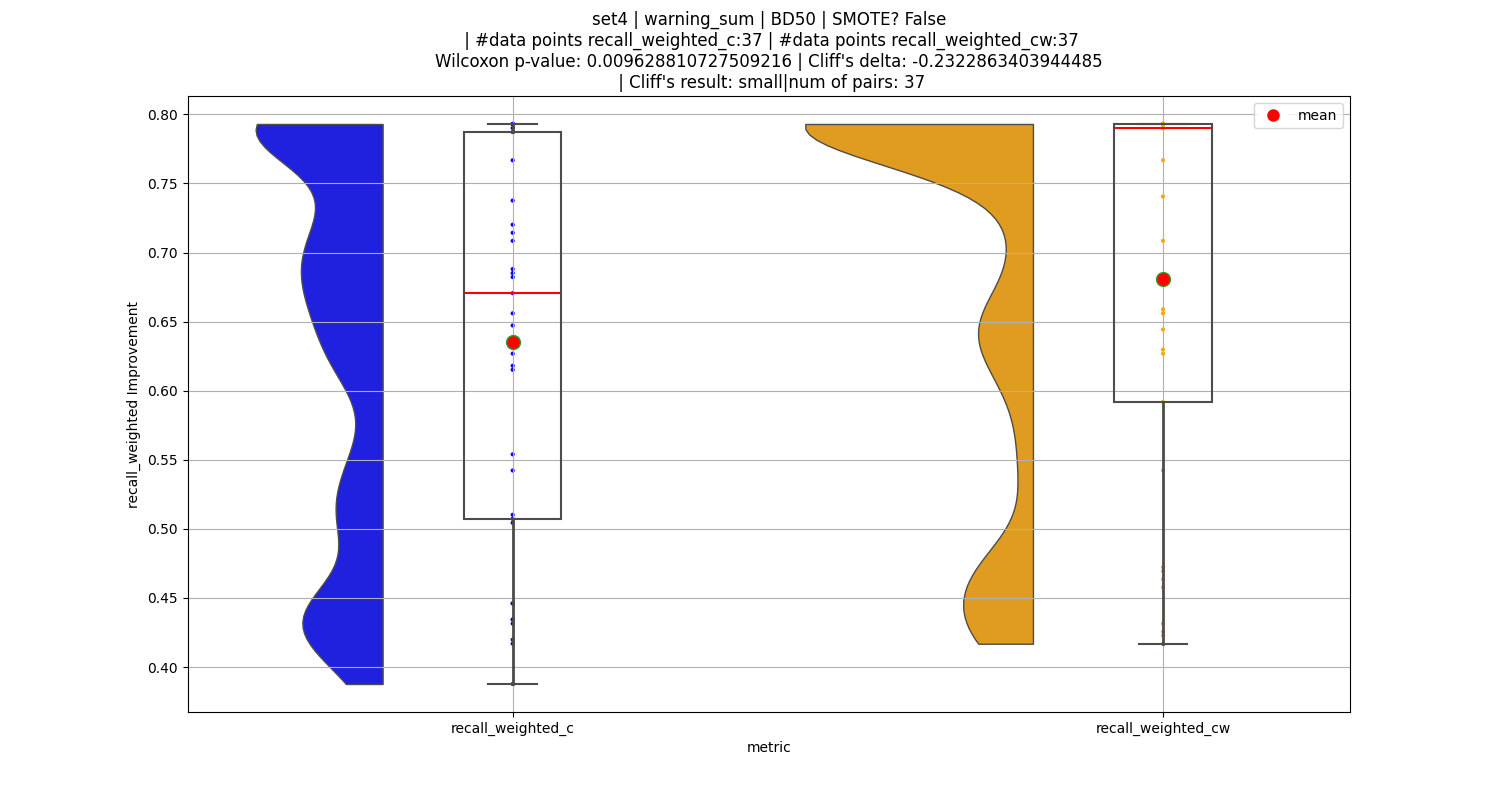 set4 | warning_sum | BD50 | SMOTE? False
| #data points recall_weighted_c:37 | #data points recall_weighted_cw:37
Wilcoxon p-value: 0.009628810727509216 | Cliff's delta: -0.2322863403944485
| Cliff's result: small|num of pairs: 37
mean
0.80
0.75
0.70
0.65
0.60
0.55
0.50
0.45
0.40
recall_weighted Improvement
recall_weighted_c
recall_weighted_cw
metric